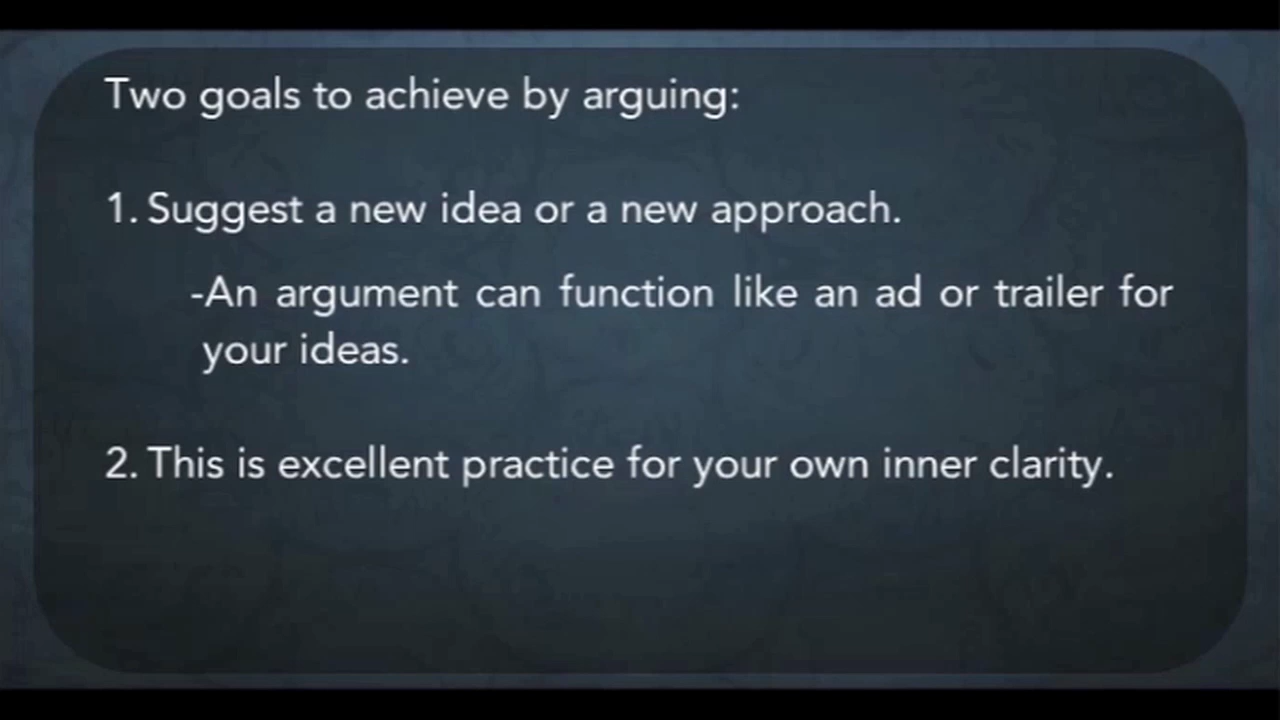 Two goals to achieve by arguing:
1. Suggest a new idea or a new approach.
-An argument can function like an ad or trailer for
your ideas.
2. This is excellent practice for your own inner clarity.